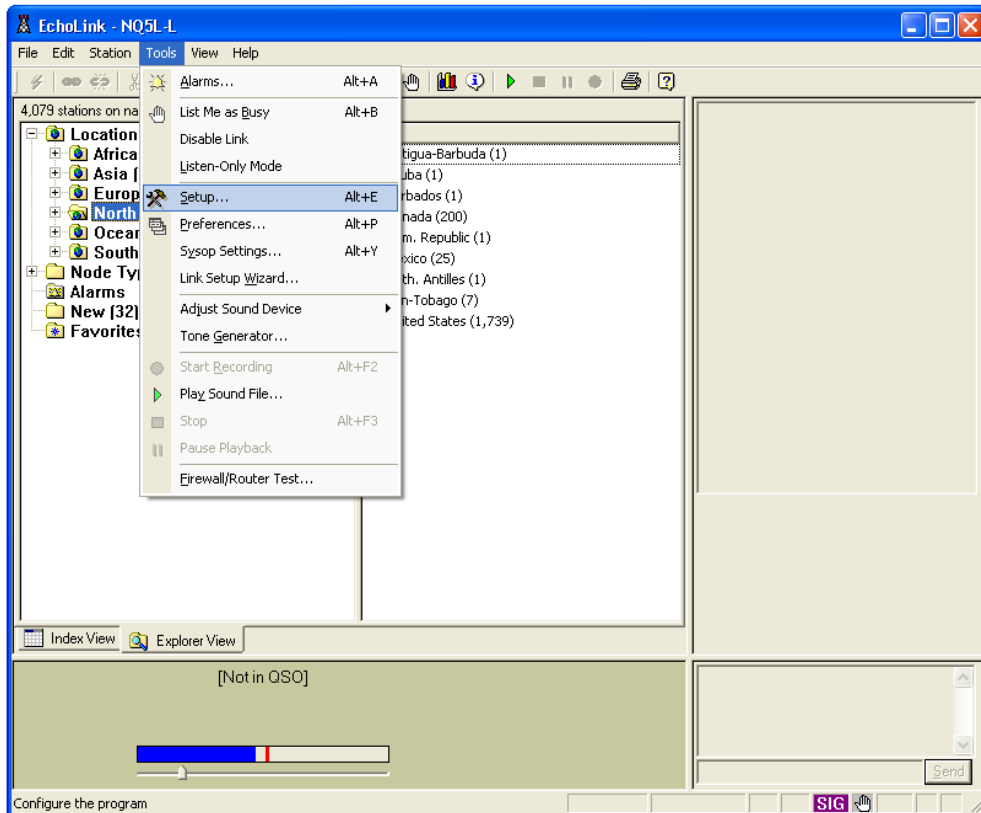 EchoLink - NQ5L-L
File Edit Station Tools View Help
4,079 stations on na
Alarms... Alt+A
List Me as Busy Alt+B
Disable Link
Listen-Only Mode
Setup... Alt+E
Preferences... Alt+P
Sysop Settings... Alt+Y
Link Setup Wizard...
Adjust Sound Device
Tone Generator...
Start Recording Alt+F2
Play Sound File...
Stop Alt+F3
Pause Playback
Firewall/Router Test...
Location
Africa
Asia (
Europ
North
Ocear
South
Node Typ
Alarms
New (32)
Favorites
tigua-Barbuda (1)
uba (1)
rbados (1)
nada (200)
m. Republic (1)
exico (25)
th. Antilles (1)
n-Tobago (7)
ited States (1,739)
Index View Explorer View
[Not in QSO]
Send
Configure the program
SIG